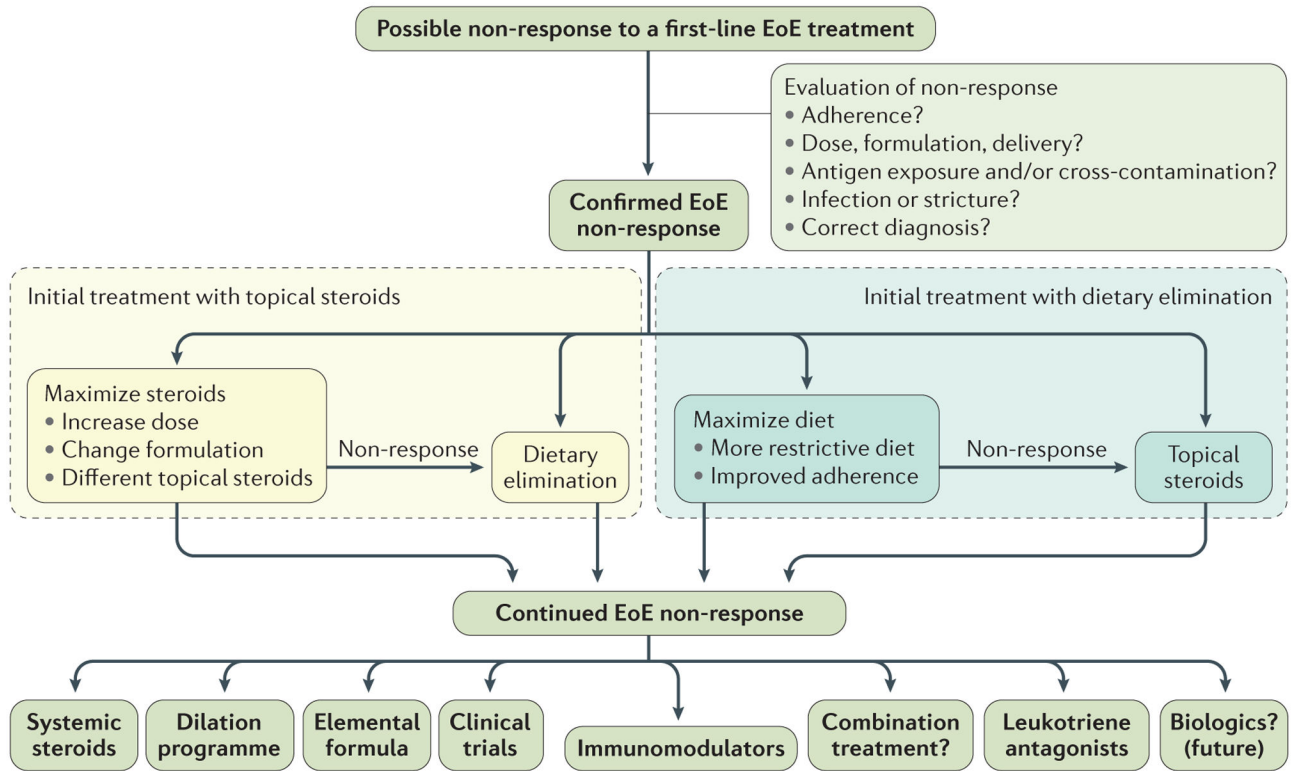 Possible non-response to a first-line EoE treatment
Evaluation of non-response
• Adherence?
• Dose, formulation, delivery?
• Antigen exposure and/or cross-contamination?
• Infection or stricture?
• Correct diagnosis?
Confirmed EoE
non-response
Initial treatment with topical steroids
Maximize steroids
• Increase dose
• Change formulation
• Different topical steroids
Non-response
Dietary
elimination
Initial treatment with dietary elimination
Maximize diet
• More restrictive diet
• Improved adherence
Non-response
Topical
steroids
Continued EoE non-response
Systemic
steroids
Dilation
programme
Elemental
formula
Clinical
trials
Immunomodulators
Combination
treatment?
Leukotriene
antagonists
Biologics?
(future)